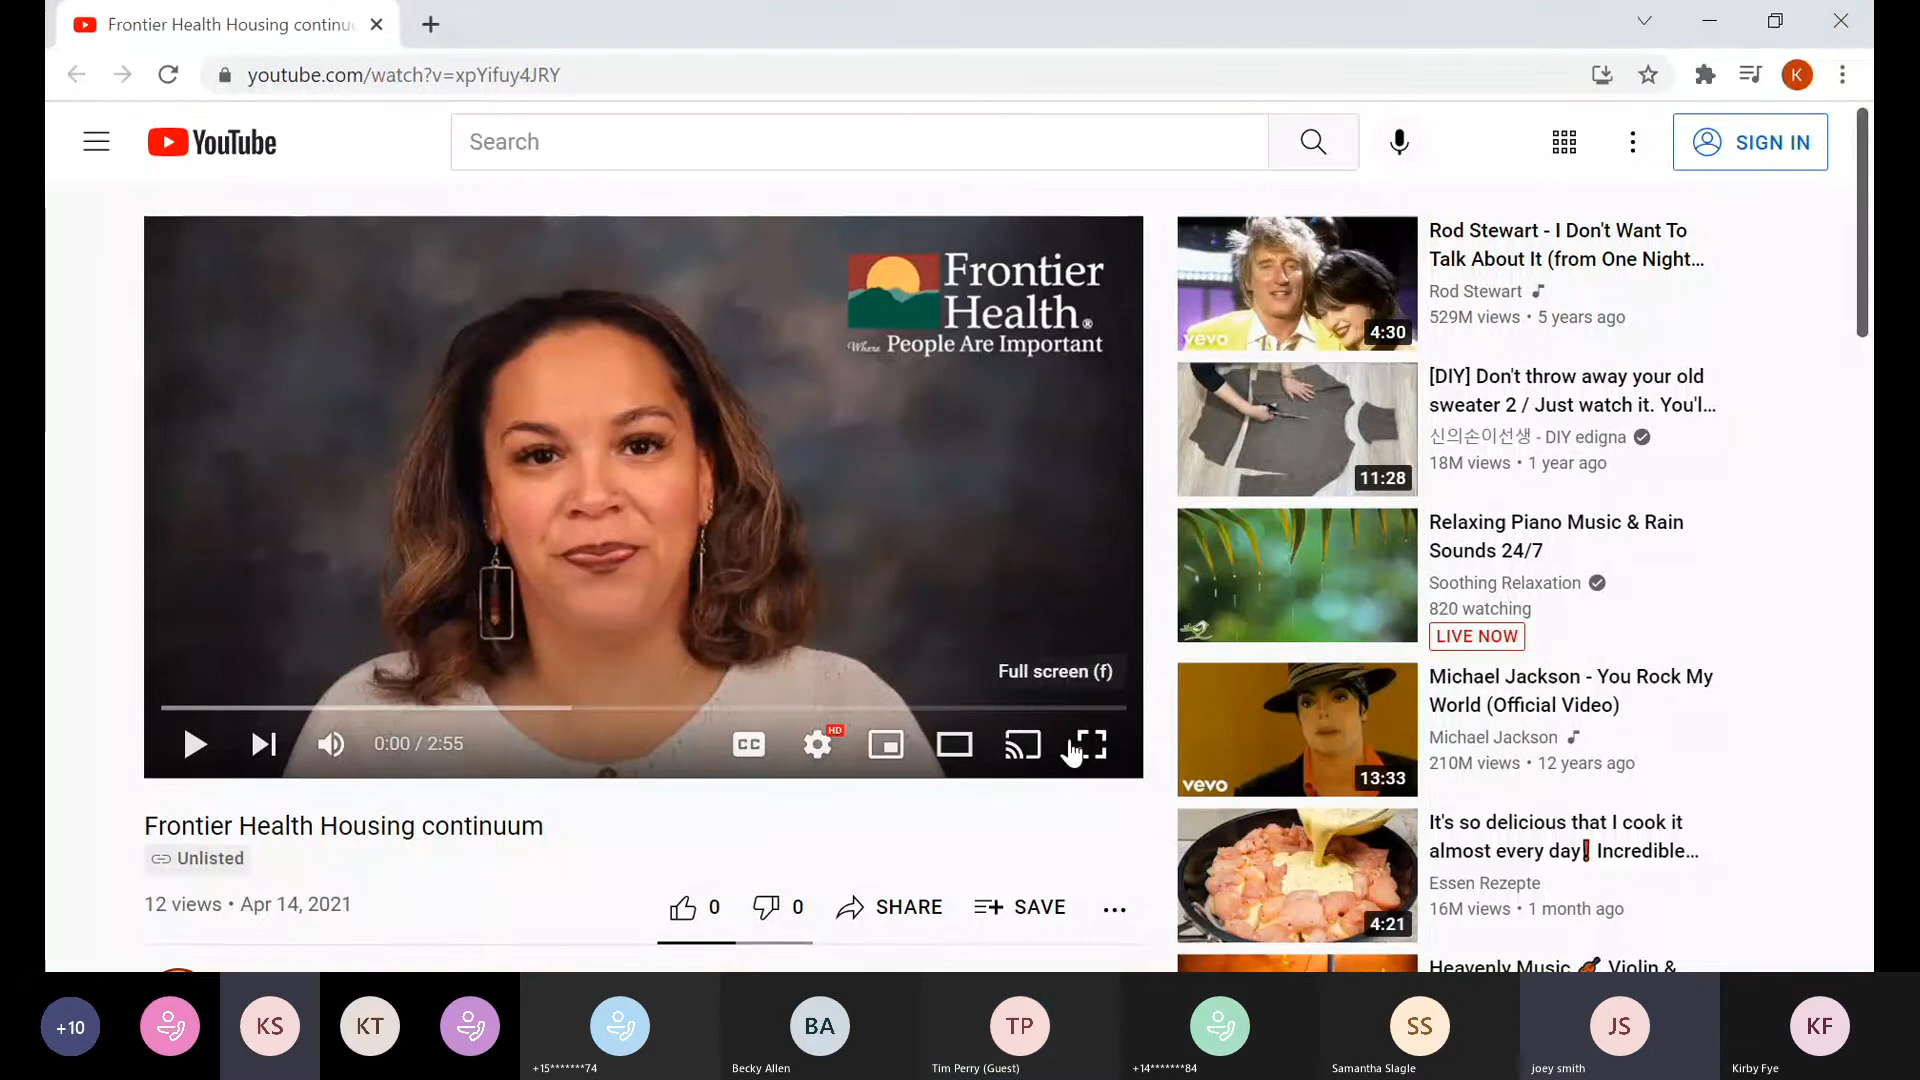 Frontier Health Housing continu
youtube.com/watch?v=xpYifuy4JRY
K
YouTube
Search
SIGN IN
Frontier
Health®
Where People Are Important
Full screen (f)
0:00 / 2:55
CC
HD
Frontier Health Housing continuum
Unlisted
12 views • Apr 14, 2021
0
0
SHARE
SAVE
vevo
4:30
Rod Stewart - I Don't Want To
Talk About It (from One Night...
Rod Stewart
529M views • 5 years ago
11:28
[DIY] Don't throw away your old
sweater 2 / Just watch it. You'l...
신의손이선생 - DIY edigna
18M views • 1 year ago
Relaxing Piano Music & Rain
Sounds 24/7
Soothing Relaxation
820 watching
LIVE NOW
vevo
13:33
Michael Jackson - You Rock My
World (Official Video)
Michael Jackson
210M views • 12 years ago
4:21
It's so delicious that I cook it
almost every day❗ Incredible...
Essen Rezepte
16M views • 1 month ago
Heavenly Music 🎻 Violin &
+10
KS
KT
+15*******74
BA
Becky Allen
TP
Tim Perry (Guest)
+14*******84
SS
Samantha Slagle
JS
joey smith
KF
Kirby Fye